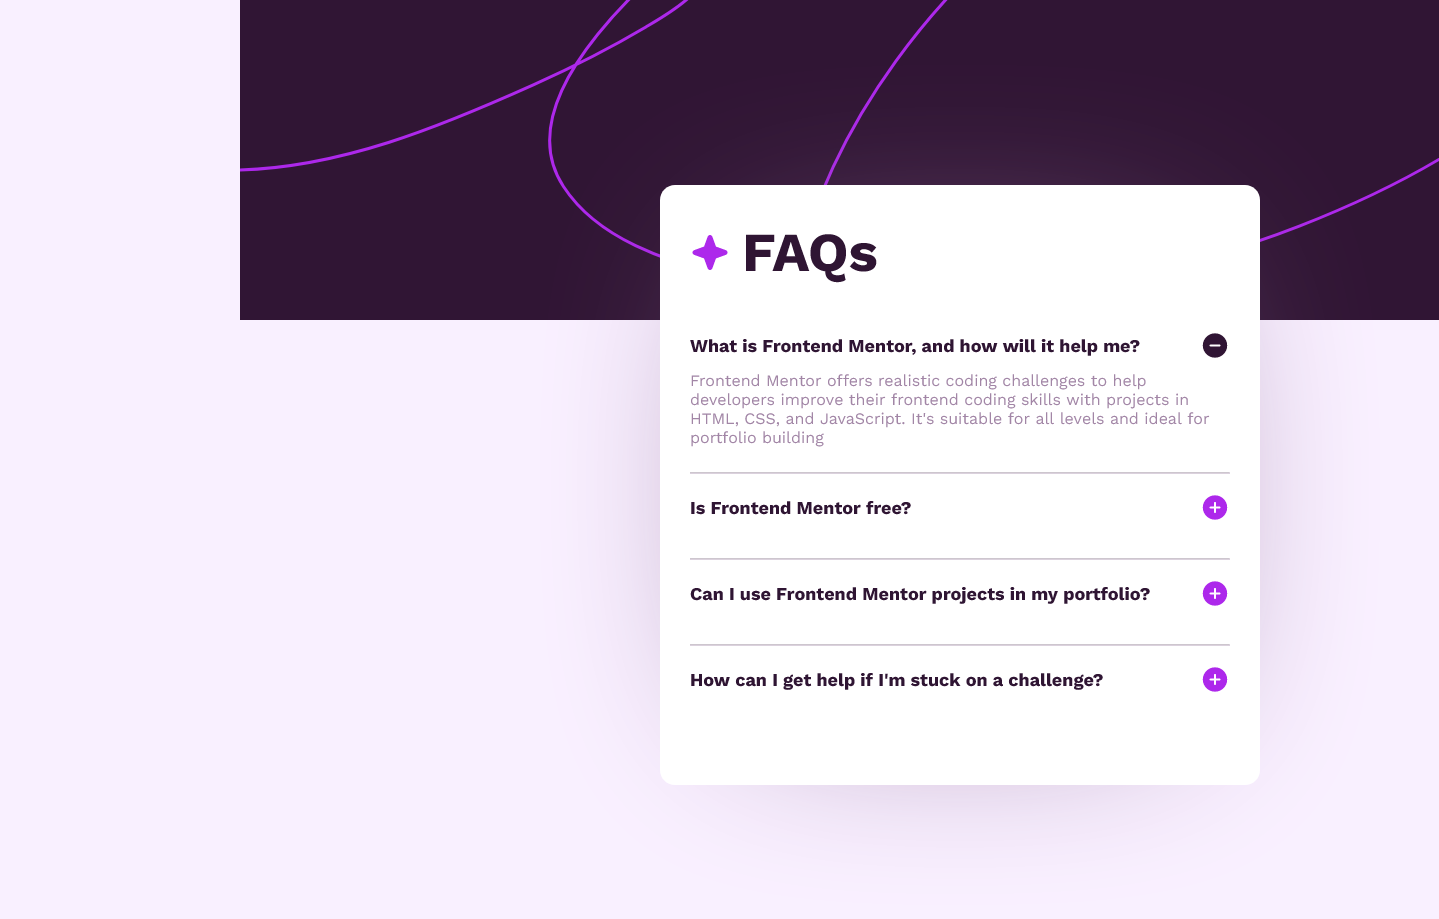 FAQs
What is Frontend Mentor, and how will it help me?
Frontend Mentor offers realistic coding challenges to help
developers improve their frontend coding skills with projects in
HTML, CSS, and JavaScript. It's suitable for all levels and ideal for
portfolio building
Is Frontend Mentor free?
Can I use Frontend Mentor projects in my portfolio?
How can I get help if I'm stuck on a challenge?